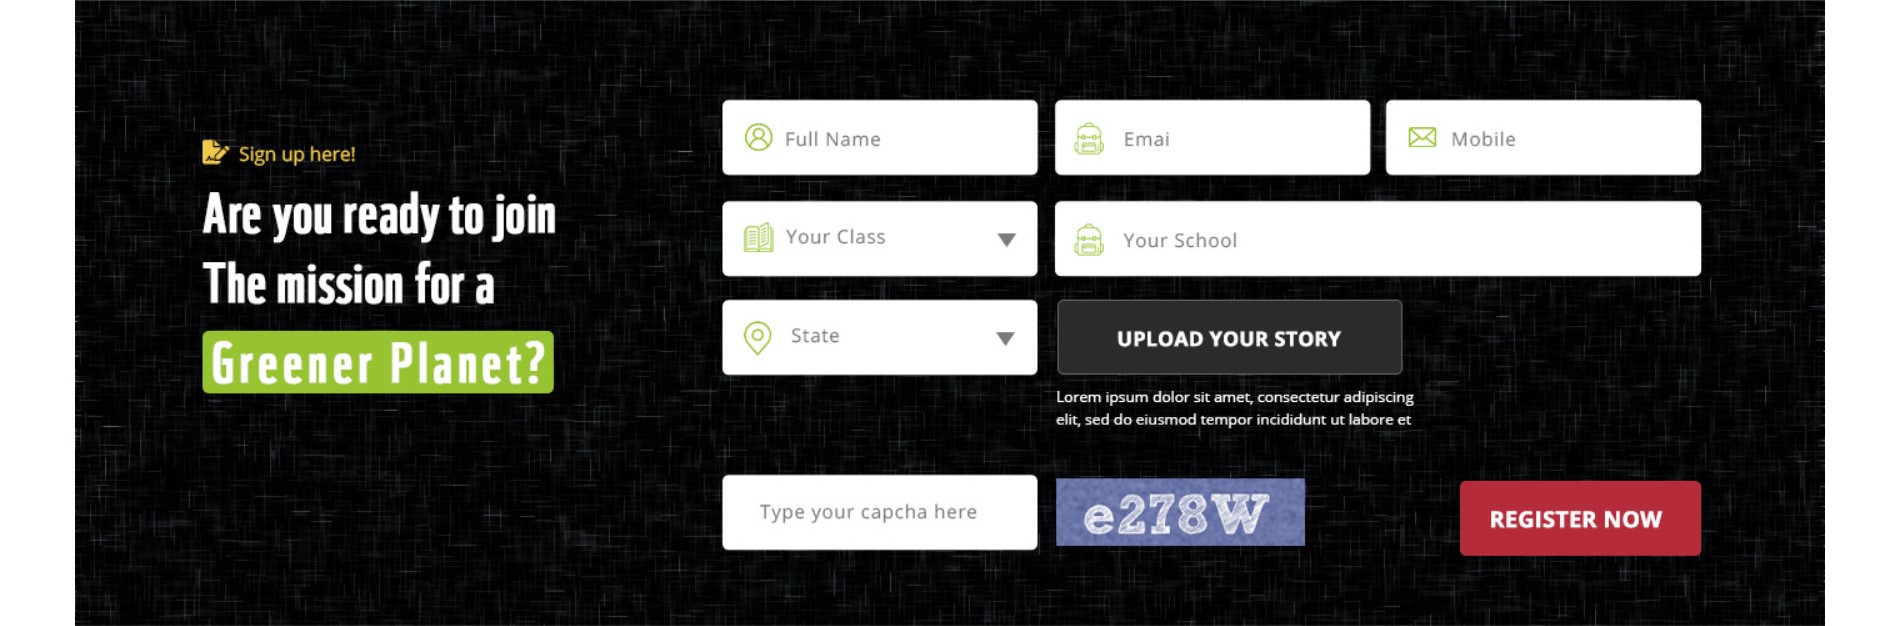 Sign up here!
Are you ready to join
The mission for a
Greener Planet?
Full Name
Emai
Mobile
Your Class
Your School
State
UPLOAD YOUR STORY
Lorem ipsum dolor sit amet, consectetur adipiscing
elit, sed do eiusmod tempor incididunt ut labore et
Type your capcha here
e278W
REGISTER NOW